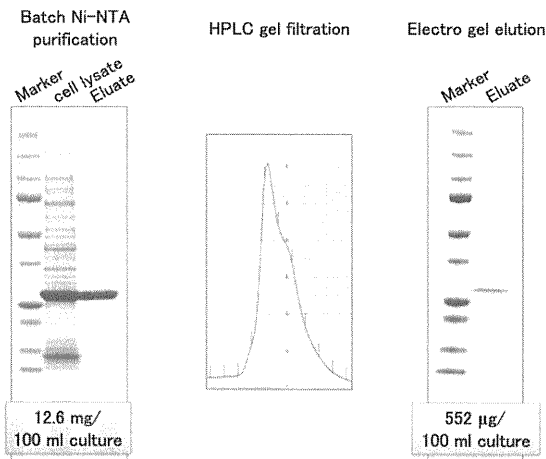 Batch Ni-NTA
purification
HPLC gel filtration
Electro gel elution
Marker
cell lysate
Eluate
Marker
Eluate
12.6 mg/
100 ml culture
552 μg/
100 ml culture